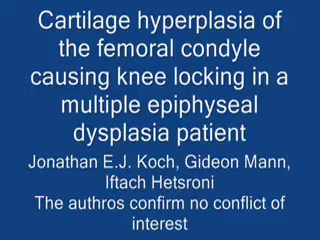 Cartilage hyperplasia of
the femoral condyle
causing knee locking in a
multiple epiphyseal
dysplasia patient
Jonathan E.J. Koch, Gideon Mann,
Iftach Hetsroni
The authros confirm no conflict of
interest